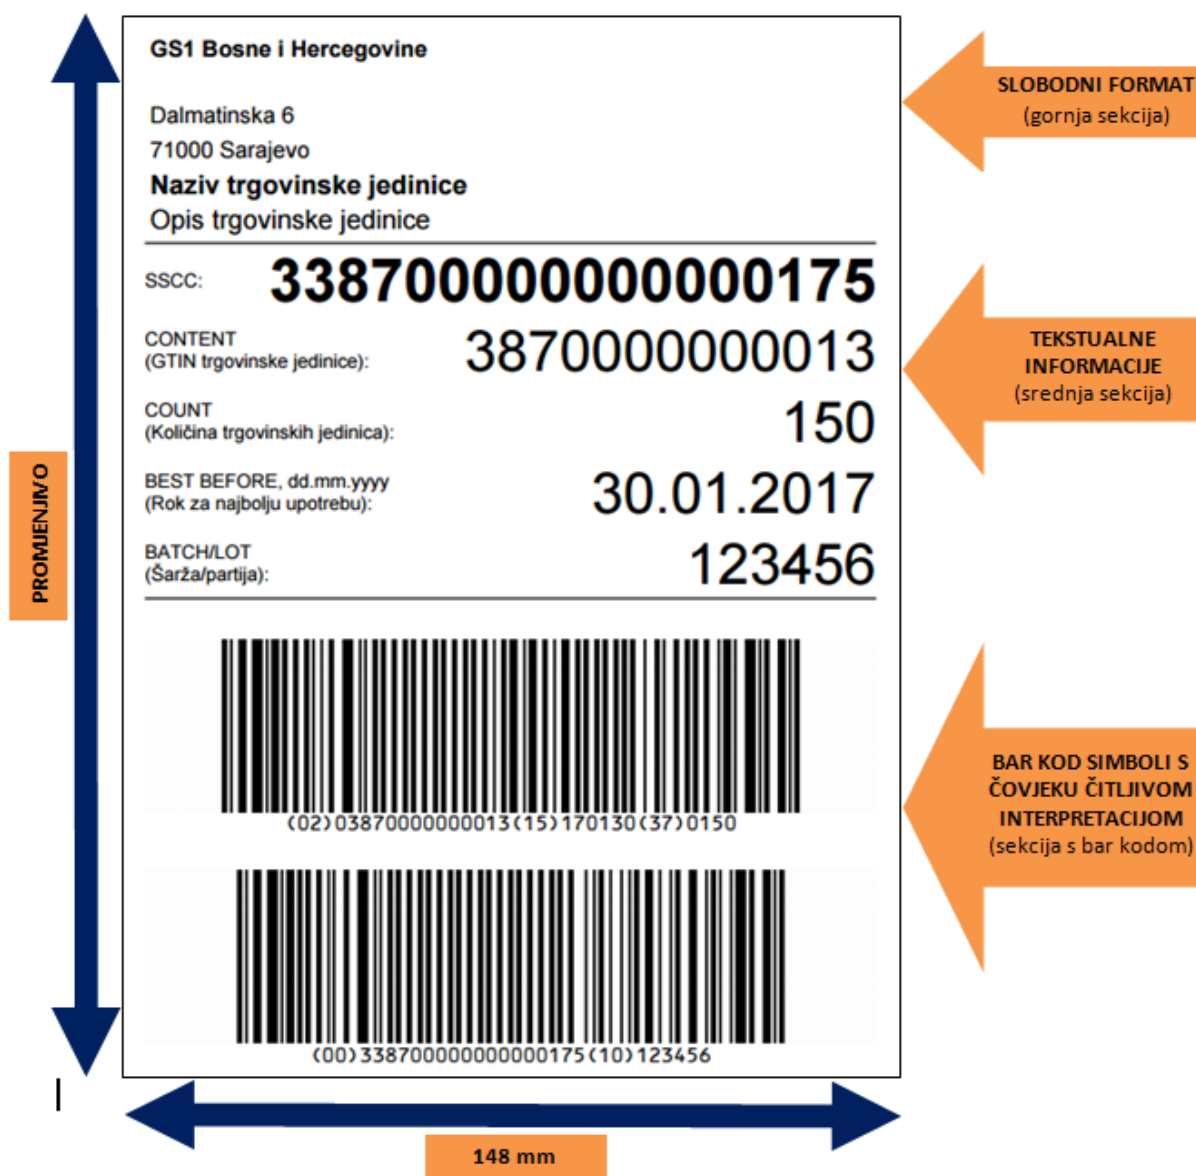 GS1 Bosne i Hercegovine
Dalmatinska 6
71000 Sarajevo
Naziv trgovinske jedinice
Opis trgovinske jedinice
SSCC: 338700000000000175
CONTENT
(GTIN trgovinske jedinice): 3870000000013
COUNT
(Količina trgovinskih jedinica): 150
BEST BEFORE, dd.mm.yyyy
(Rok za najbolju upotrebu): 30.01.2017
BATCH/LOT
(Šarža/partija): 123456
(02)03870000000013(15)170130(37)0150
(00)338700000000000175(10)123456
PROMJENJIVO
148 mm
SLOBODNI FORMAT
(gornja sekcija)
TEKSTUALNE
INFORMACIJE
(srednja sekcija)
BAR KOD SIMBOLI S
ČOVJEKU ČITLJIVOM
INTERPRETACIJOM
(sekcija s bar kodom)